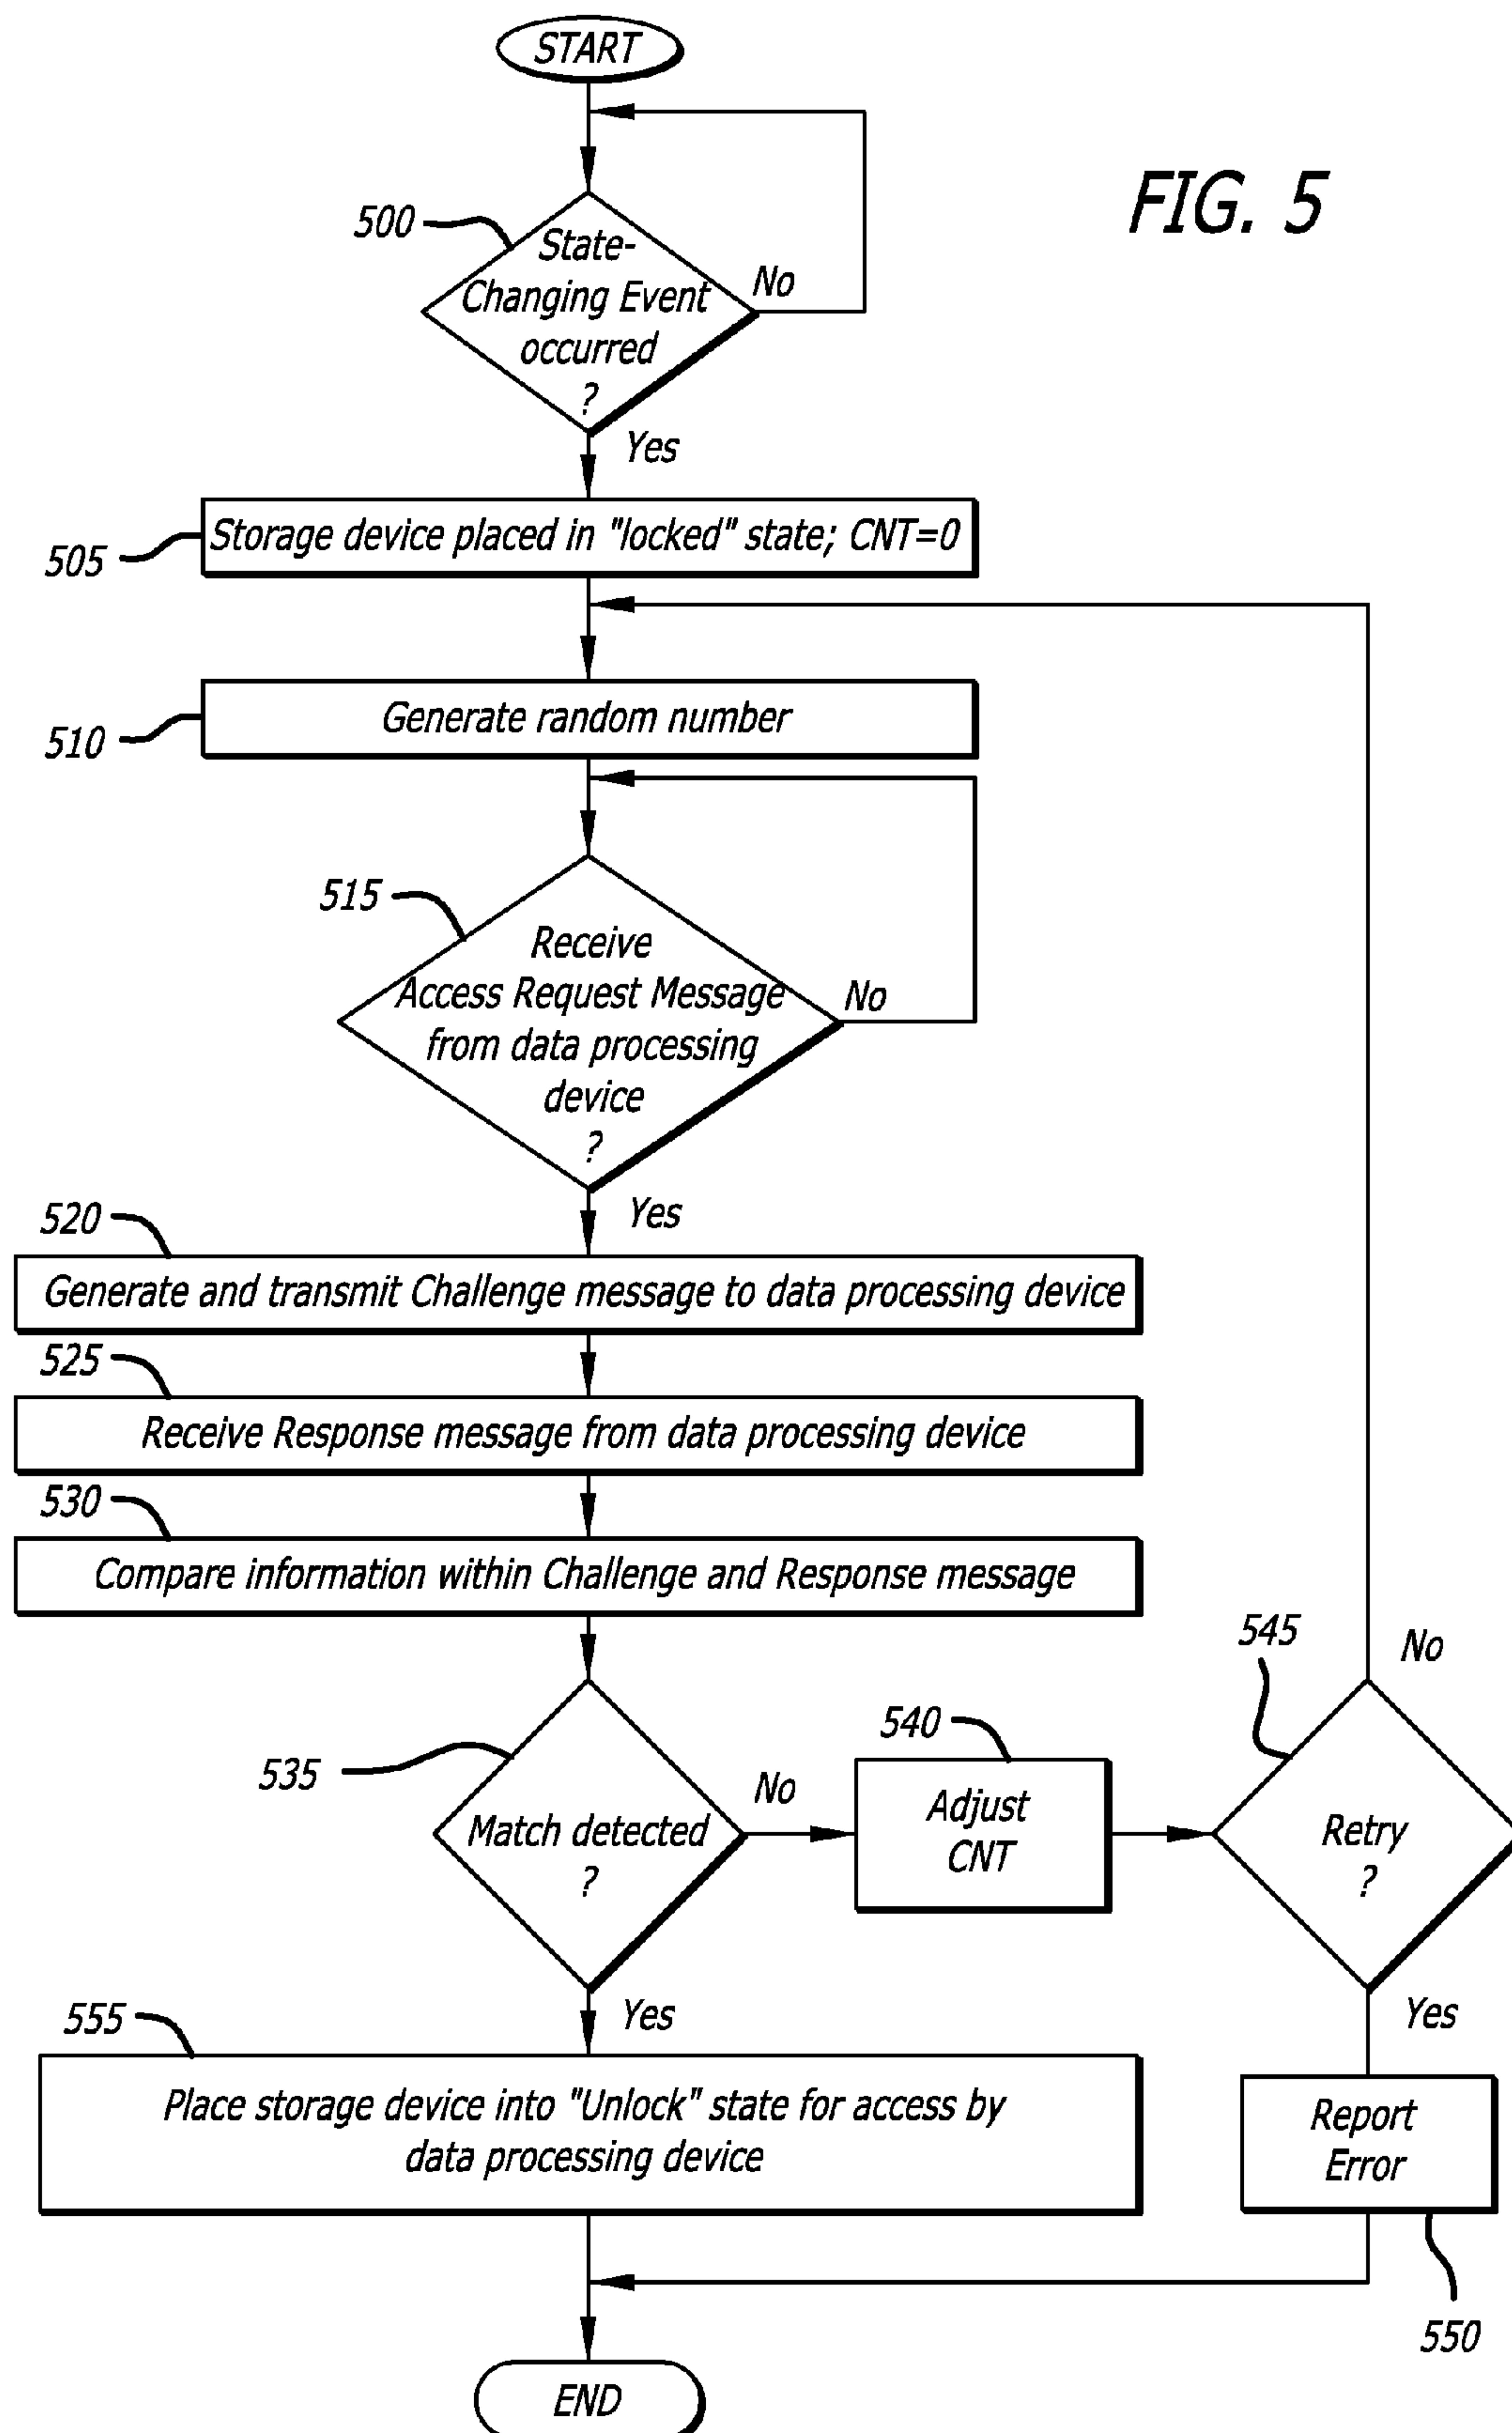 START
FIG. 5
500
State-
Changing Event
occurred
?
No
Yes
505
Storage device placed in "locked" state; CNT=0
510
Generate random number
515
Receive
Access Request Message
from data processing
device
?
No
Yes
520
Generate and transmit Challenge message to data processing device
525
Receive Response message from data processing device
530
Compare information within Challenge and Response message
535
Match detected
?
No
540
Adjust
CNT
545
No
Retry
?
Yes
Yes
555
Place storage device into "Unlock" state for access by
data processing device
Report
Error
550
END